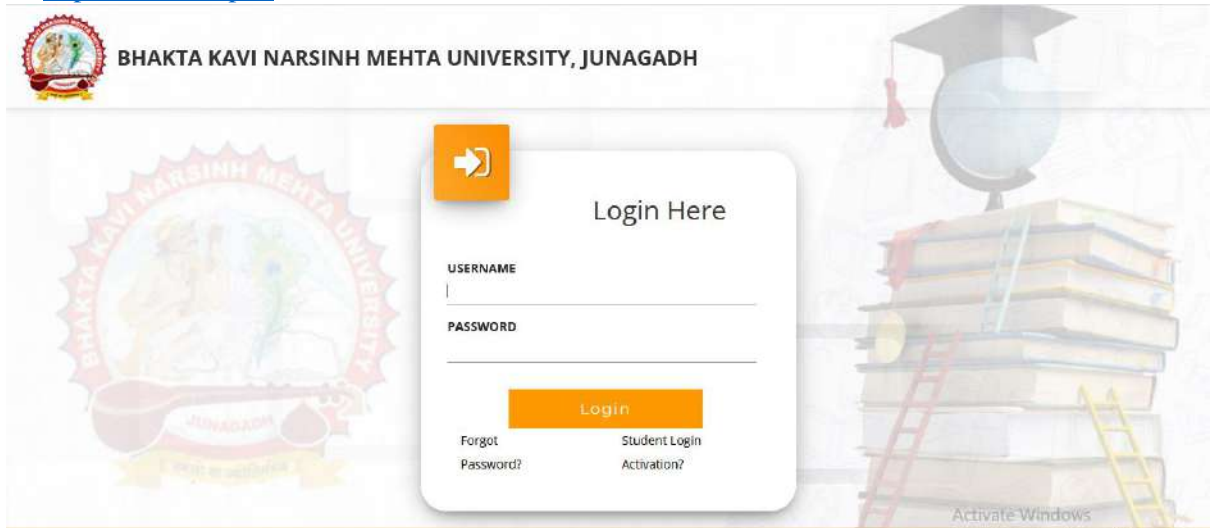 BHAKTA KAVI NARSINH MEHTA UNIVERSITY, JUNAGADH
BHAKTA KAVI NARSINH MEHTA UNIVERSITY
JUNAGADH
Login Here
USERNAME
PASSWORD
Login
Forgot Password?
Student Login Activation?
Activate Windows